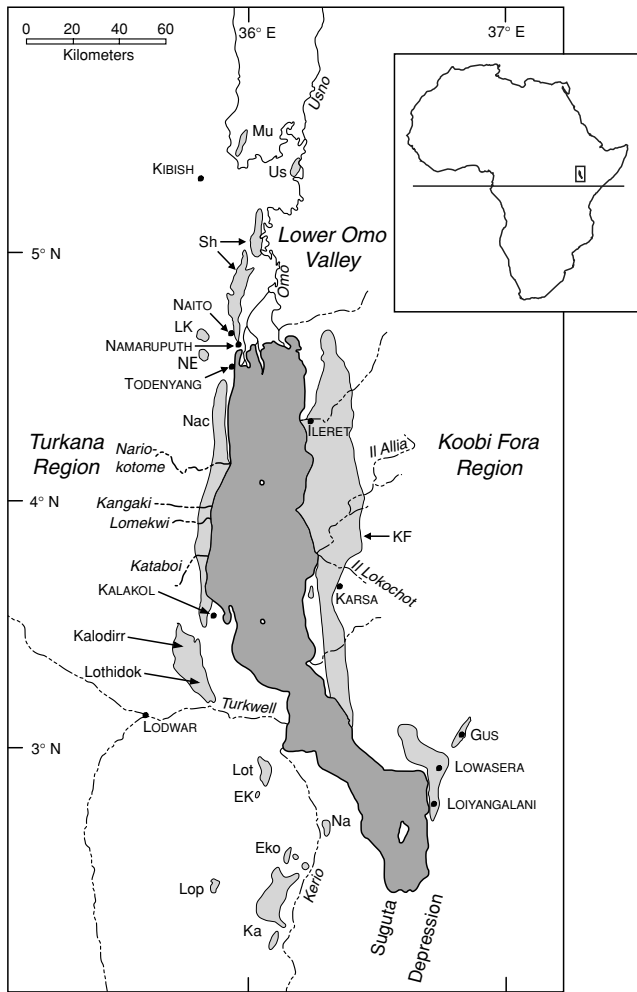 36° E
37° E
0 20 40 60
Kilometers
Usno
Mu
KIBISH
Us
Lower Omo
Valley
Sh
5° N
Omo
NAITO
LK
NAMARUPUTH
NE
TODENYANG
Nac
ILERET
Turkana
Region
Nario-
kotome
Il Allia
Koobi Fora
Region
4° N
Kangaki
Lomekwi
KF
Kataboi
Il Lokochot
KALAKOL
KARSA
Kalodirr
Lothidok
Turkwell
LODWAR
GUS
3° N
LOWASERA
Lot
EK
LOIYANGALANI
Na
Eko
Lop
Kerio
Ka
Suguta
Depression